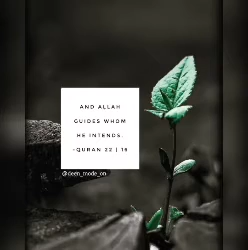 AND ALLAH
GUIDES WHOM
HE INTENDS.
-QURAN 22 | 16
@deen_mode_on